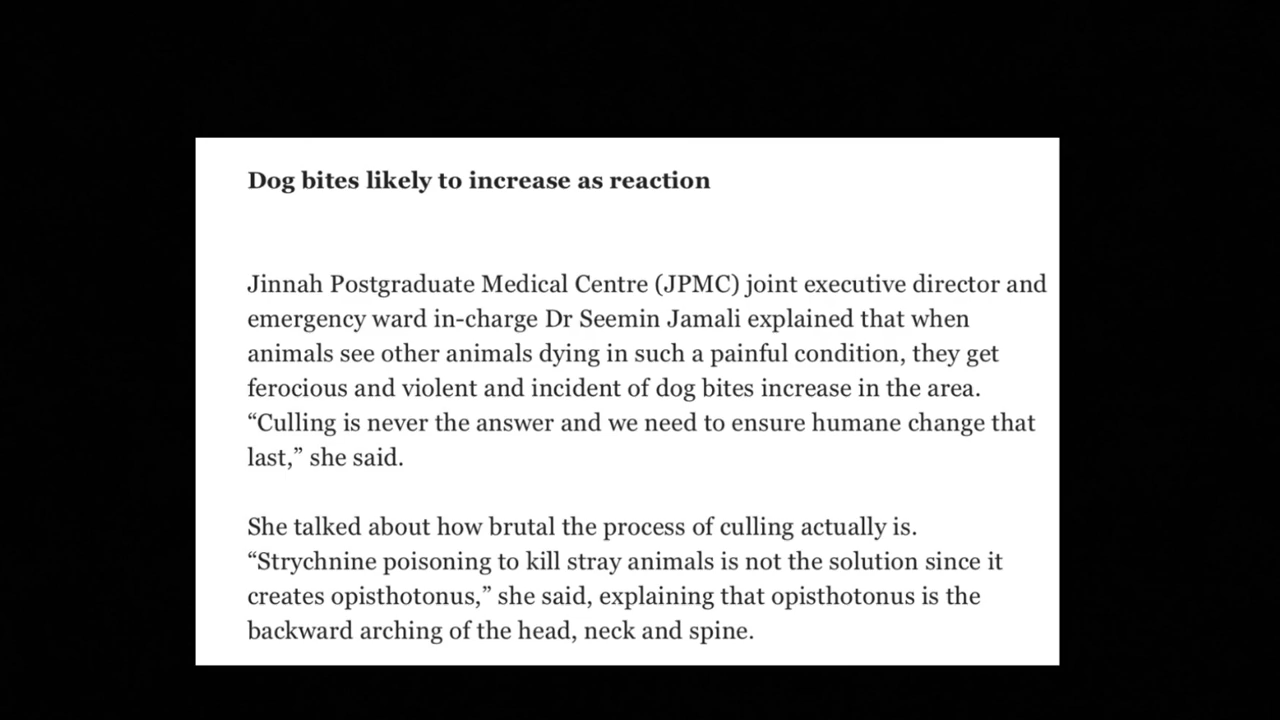 Dog bites likely to increase as reaction
Jinnah Postgraduate Medical Centre (JPMC) joint executive director and
emergency ward in-charge Dr Seemin Jamali explained that when
animals see other animals dying in such a painful condition, they get
ferocious and violent and incident of dog bites increase in the area.
“Culling is never the answer and we need to ensure humane change that
last,” she said.
She talked about how brutal the process of culling actually is.
“Strychnine poisoning to kill stray animals is not the solution since it
creates opisthotonus,” she said, explaining that opisthotonus is the
backward arching of the head, neck and spine.